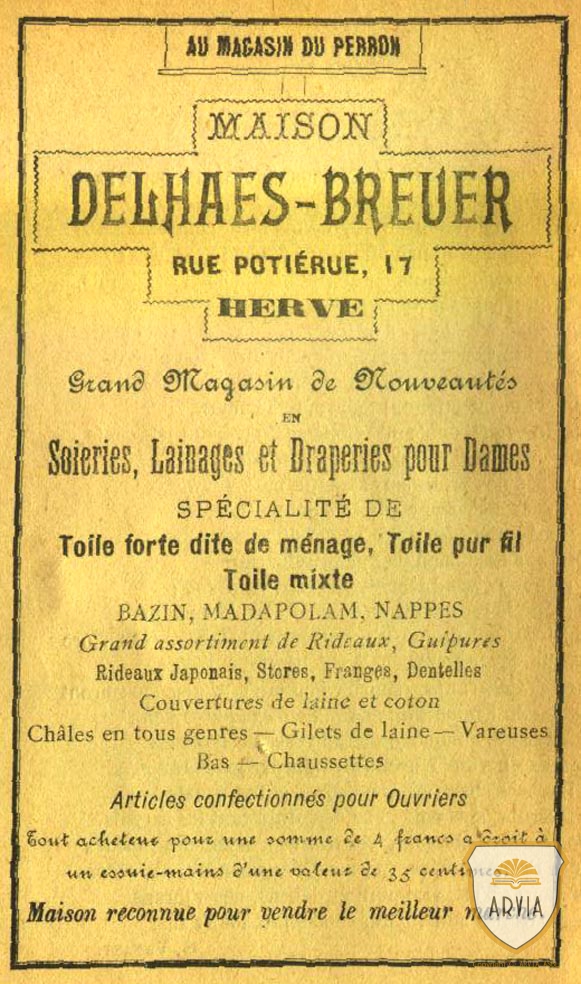 AU MAGASIN DU PERRON
MAISON
DELHAES-BREUER
RUE POTIÉRUE, 17
HERVE
Grand Magasin de Nouveautés
EN
Soieries, Lainages et Draperies pour Dames
SPÉCIALITÉ DE
Toile forte dite de ménage, Toile pur fil
Toile mixte
BAZIN, MADAPOLAM, NAPPES
Grand assortiment de Rideaux, Guipures
Rideaux Japonais, Stores, Franges, Dentelles
Couvertures de laine et coton
Châles en tous genres — Gilets de laine — Vareuses
Bas — Chaussettes
Articles confectionnés pour Ouvriers
Tout acheteur pour une somme de 4 francs a droit à
un essuie-mains d'une valeur de 35 centimes
Maison reconnue pour vendre le meilleur marché
ARVIA